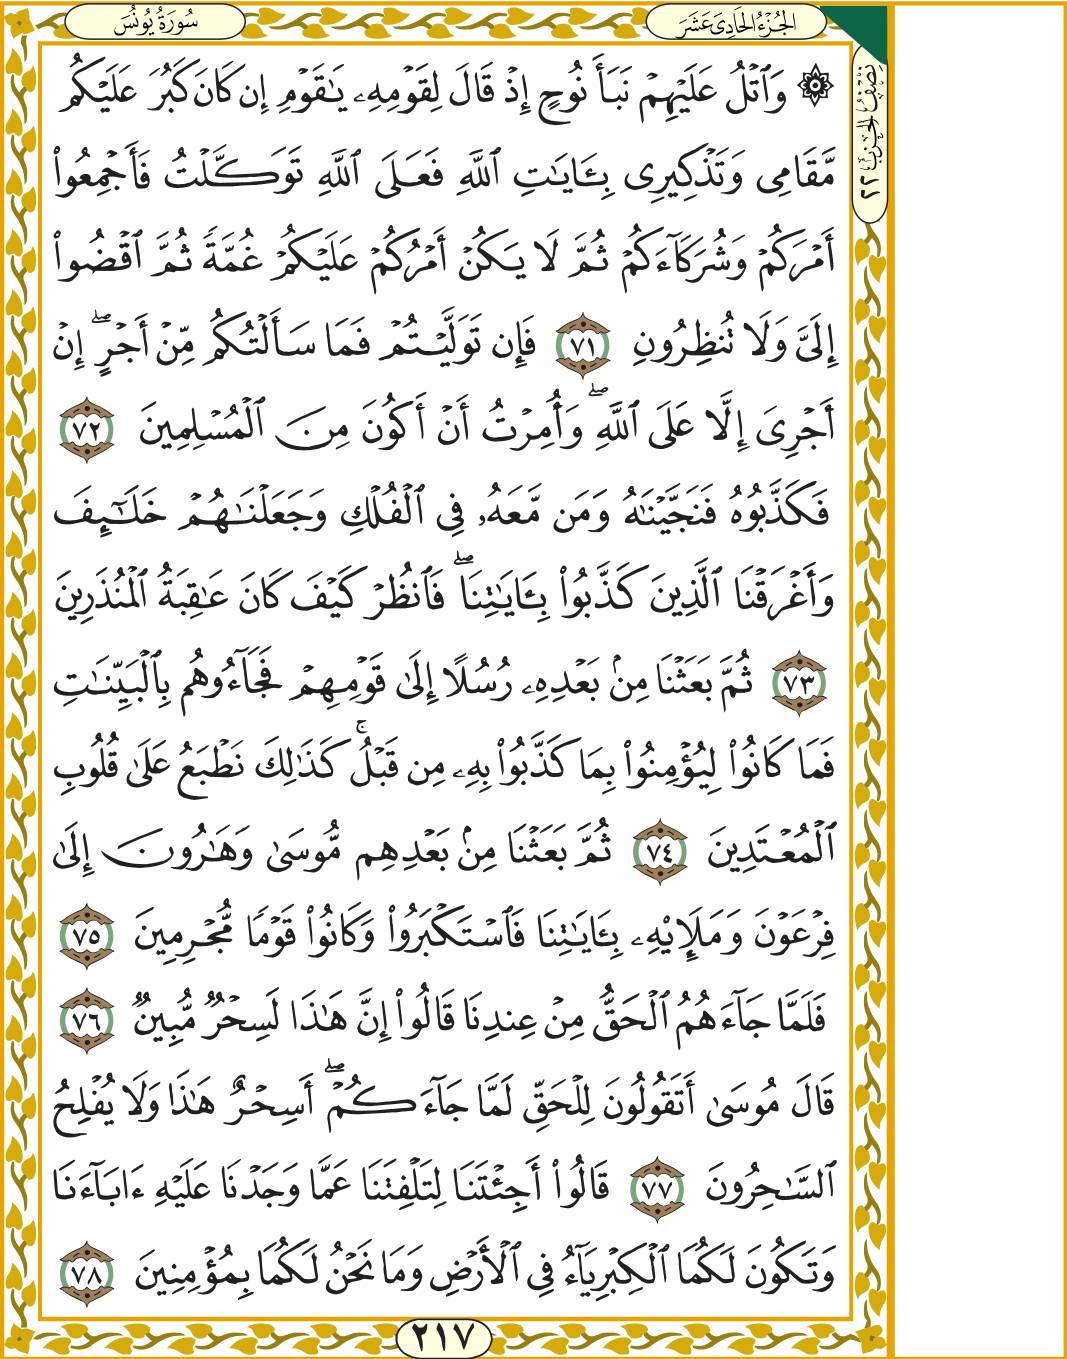 الجُزْءُ الحَادِىَ عَشَرَ
سُورَةُ يُونُسَ
نِصْفُ الحِزْبِ ٢٢
۞ وَٱتْلُ عَلَيْهِمْ نَبَأَ نُوحٍ إِذْ قَالَ لِقَوْمِهِۦ يَٰقَوْمِ إِن كَانَ كَبُرَ عَلَيْكُم
مَّقَامِى وَتَذْكِيرِى بِـَٔايَٰتِ ٱللَّهِ فَعَلَى ٱللَّهِ تَوَكَّلْتُ فَأَجْمِعُوا۟
أَمْرَكُمْ وَشُرَكَآءَكُمْ ثُمَّ لَا يَكُنْ أَمْرُكُمْ عَلَيْكُمْ غُمَّةً ثُمَّ ٱقْضُوٓا۟
إِلَىَّ وَلَا تُنظِرُونِ ٧١ فَإِن تَوَلَّيْتُمْ فَمَا سَأَلْتُكُم مِّنْ أَجْرٍ ۖ إِنْ
أَجْرِىَ إِلَّا عَلَى ٱللَّهِ ۖ وَأُمِرْتُ أَنْ أَكُونَ مِنَ ٱلْمُسْلِمِينَ ٧٢
فَكَذَّبُوهُ فَنَجَّيْنَٰهُ وَمَن مَّعَهُۥ فِى ٱلْفُلْكِ وَجَعَلْنَٰهُمْ خَلَٰٓئِفَ
وَأَغْرَقْنَا ٱلَّذِينَ كَذَّبُوا۟ بِـَٔايَٰتِنَا ۖ فَٱنظُرْ كَيْفَ كَانَ عَٰقِبَةُ ٱلْمُنذَرِينَ
٧٣ ثُمَّ بَعَثْنَا مِنۢ بَعْدِهِۦ رُسُلًا إِلَىٰ قَوْمِهِمْ فَجَآءُوهُم بِٱلْبَيِّنَٰتِ
فَمَا كَانُوا۟ لِيُؤْمِنُوا۟ بِمَا كَذَّبُوا۟ بِهِۦ مِن قَبْلُ ۚ كَذَٰلِكَ نَطْبَعُ عَلَىٰ قُلُوبِ
ٱلْمُعْتَدِينَ ٧٤ ثُمَّ بَعَثْنَا مِنۢ بَعْدِهِم مُّوسَىٰ وَهَٰرُونَ إِلَىٰ
فِرْعَوْنَ وَمَلَإِي۟هِۦ بِـَٔايَٰتِنَا فَٱسْتَكْبَرُوا۟ وَكَانُوا۟ قَوْمًا مُّجْرِمِينَ ٧٥
فَلَمَّا جَآءَهُمُ ٱلْحَقُّ مِنْ عِندِنَا قَالُوٓا۟ إِنَّ هَٰذَا لَسِحْرٌ مُّبِينٌ ٧٦
قَالَ مُوسَىٰٓ أَتَقُولُونَ لِلْحَقِّ لَمَّا جَآءَكُمْ ۖ أَسِحْرٌ هَٰذَا وَلَا يُفْلِحُ
ٱلسَّٰحِرُونَ ٧٧ قَالُوٓا۟ أَجِئْتَنَا لِتَلْفِتَنَا عَمَّا وَجَدْنَا عَلَيْهِ ءَابَآءَنَا
وَتَكُونَ لَكُمَا ٱلْكِبْرِيَآءُ فِى ٱلْأَرْضِ وَمَا نَحْنُ لَكُمَا بِمُؤْمِنِينَ ٧٨
٢١٧